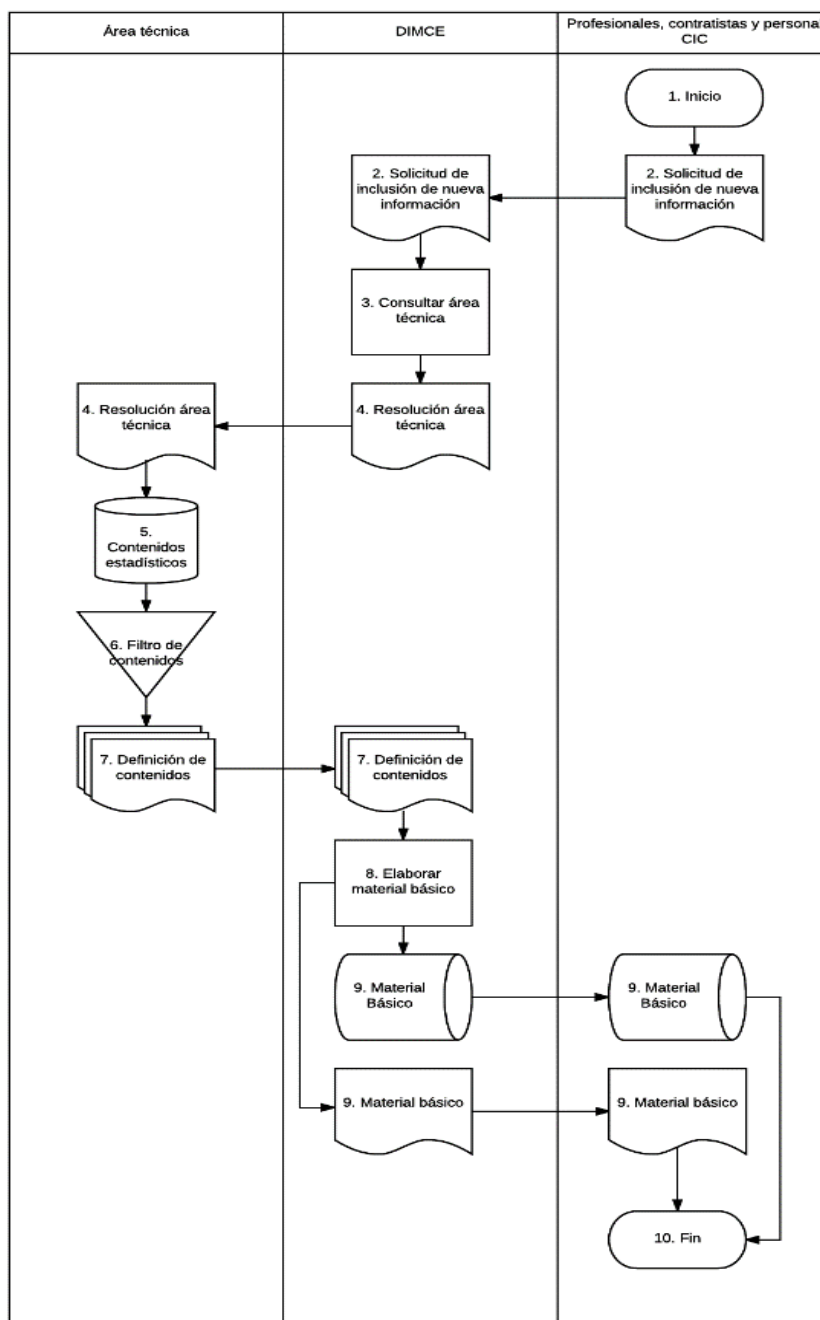 Área técnica
DIMCE
Profesionales, contratistas y personal
CIC
1. Inicio
2. Solicitud de
inclusión de nueva
información
2. Solicitud de
inclusión de nueva
información
3. Consultar área
técnica
4. Resolución área
técnica
4. Resolución área
técnica
5.
Contenidos
estadísticos
6. Filtro de
contenidos
7. Definición de
contenidos
7. Definición de
contenidos
8. Elaborar
material básico
9. Material
Básico
9. Material
Básico
9. Material básico
9. Material básico
10. Fin